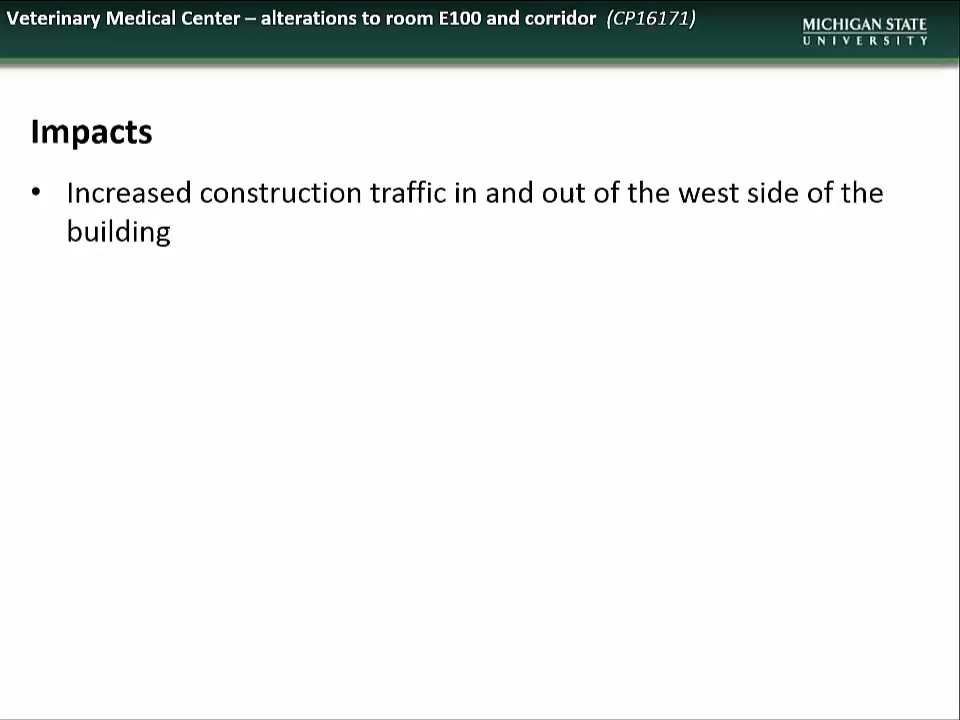 Veterinary Medical Center – alterations to room E100 and corridor (CP16171)
MICHIGAN STATE
UNIVERSITY
Impacts
• Increased construction traffic in and out of the west side of the
building